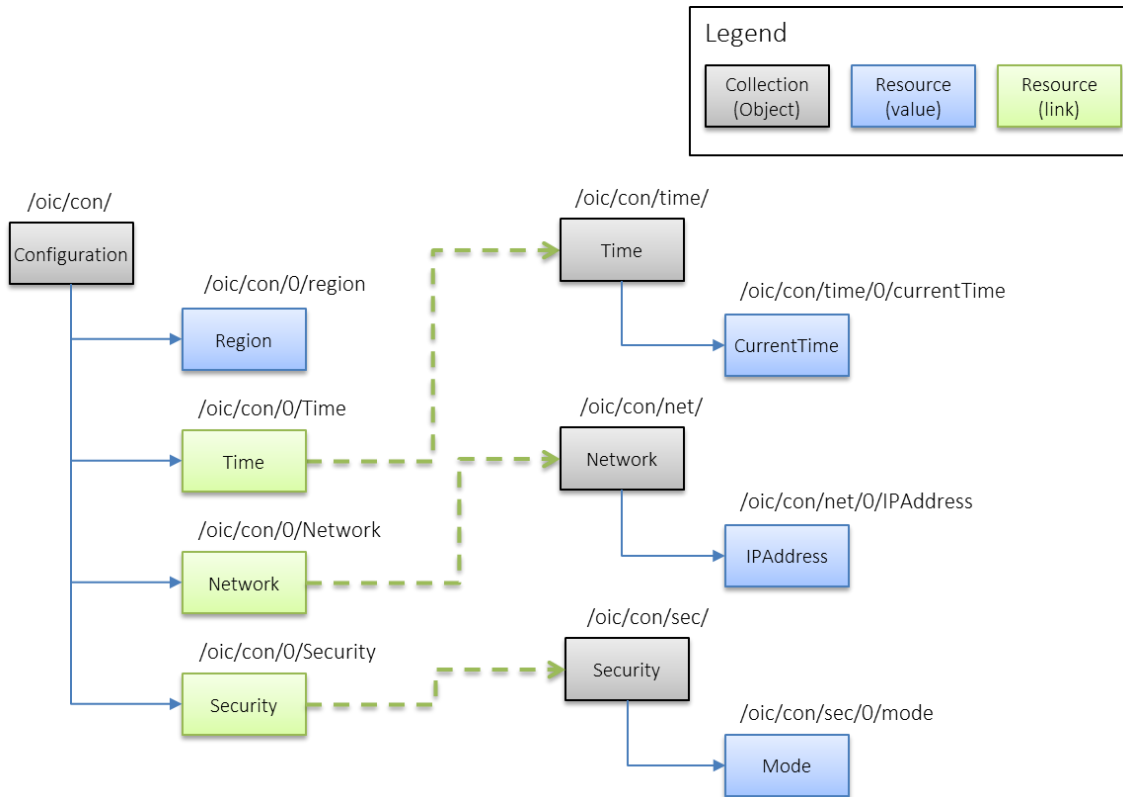 Legend
Collection
(Object)
Resource
(value)
Resource
(link)
/oic/con/
Configuration
/oic/con/0/region
Region
/oic/con/0/Time
Time
/oic/con/0/Network
Network
/oic/con/0/Security
Security
/oic/con/time/
Time
/oic/con/time/0/currentTime
CurrentTime
/oic/con/net/
Network
/oic/con/net/0/IPAddress
IPAddress
/oic/con/sec/
Security
/oic/con/sec/0/mode
Mode